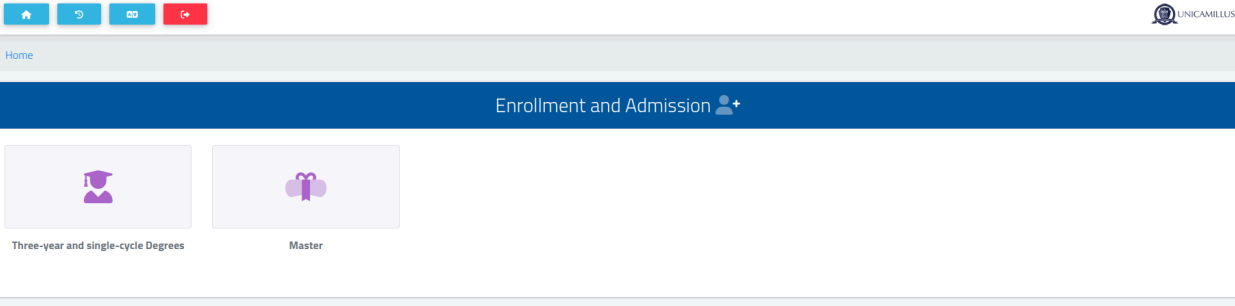 UNICAMILLUS
Home
Enrollment and Admission
Three-year and single-cycle Degrees
Master